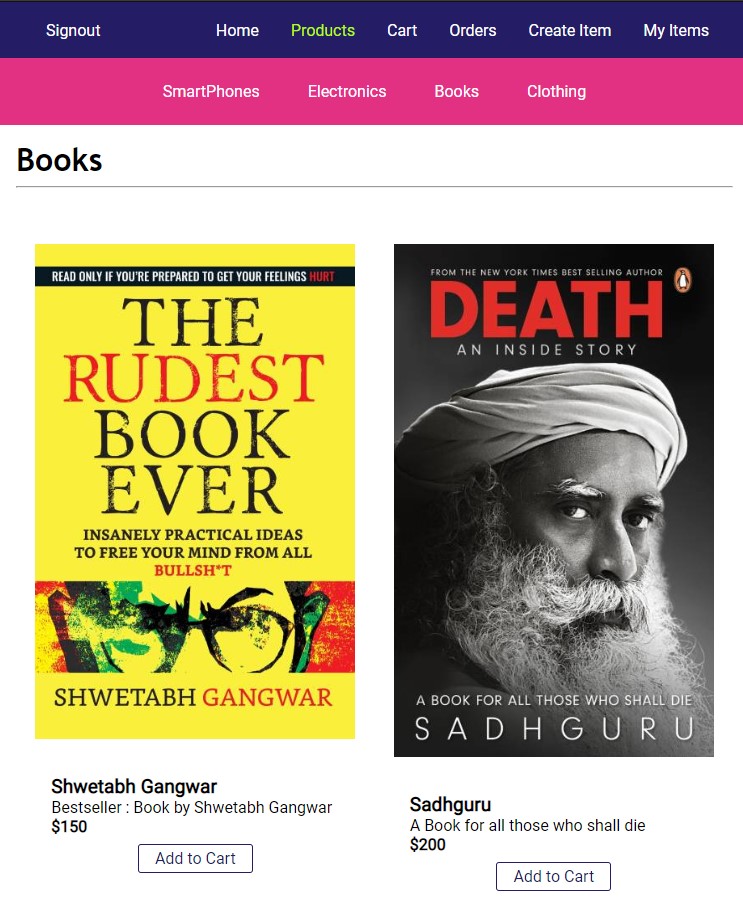 Signout Home Products Cart Orders Create Item My Items
SmartPhones Electronics Books Clothing
Books
READ ONLY IF YOU'RE PREPARED TO GET YOUR FEELINGS HURT
THE
RUDEST
BOOK
EVER
INSANELY PRACTICAL IDEAS
TO FREE YOUR MIND FROM ALL
BULLSH*T
SHWETABH GANGWAR
Shwetabh Gangwar
Bestseller : Book by Shwetabh Gangwar
$150
Add to Cart
FROM THE NEW YORK TIMES BEST SELLING AUTHOR
DEATH
AN INSIDE STORY
A BOOK FOR ALL THOSE WHO SHALL DIE
SADHGURU
Sadhguru
A Book for all those who shall die
$200
Add to Cart